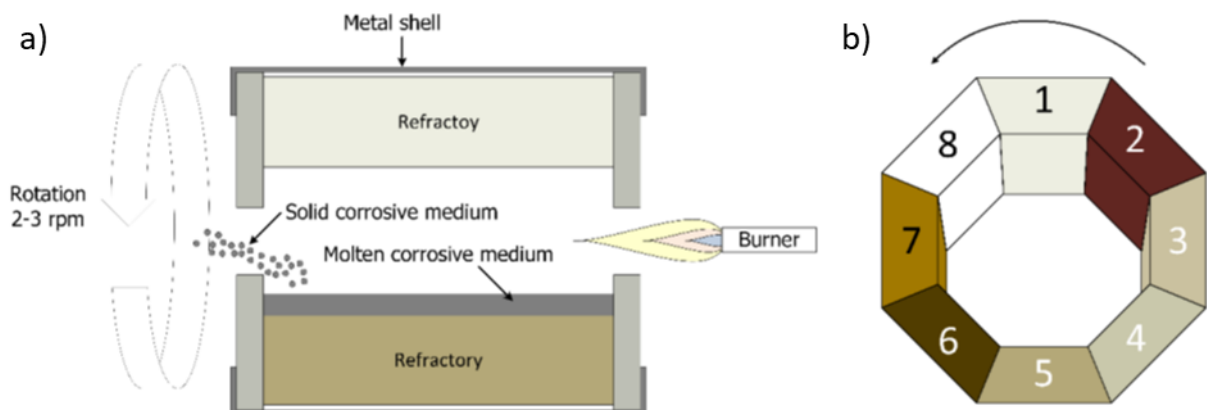 a)
Metal shell
Refractoy
Rotation
2-3 rpm
Solid corrosive medium
Molten corrosive medium
Burner
Refractory
b)
1
2
3
4
5
6
7
8